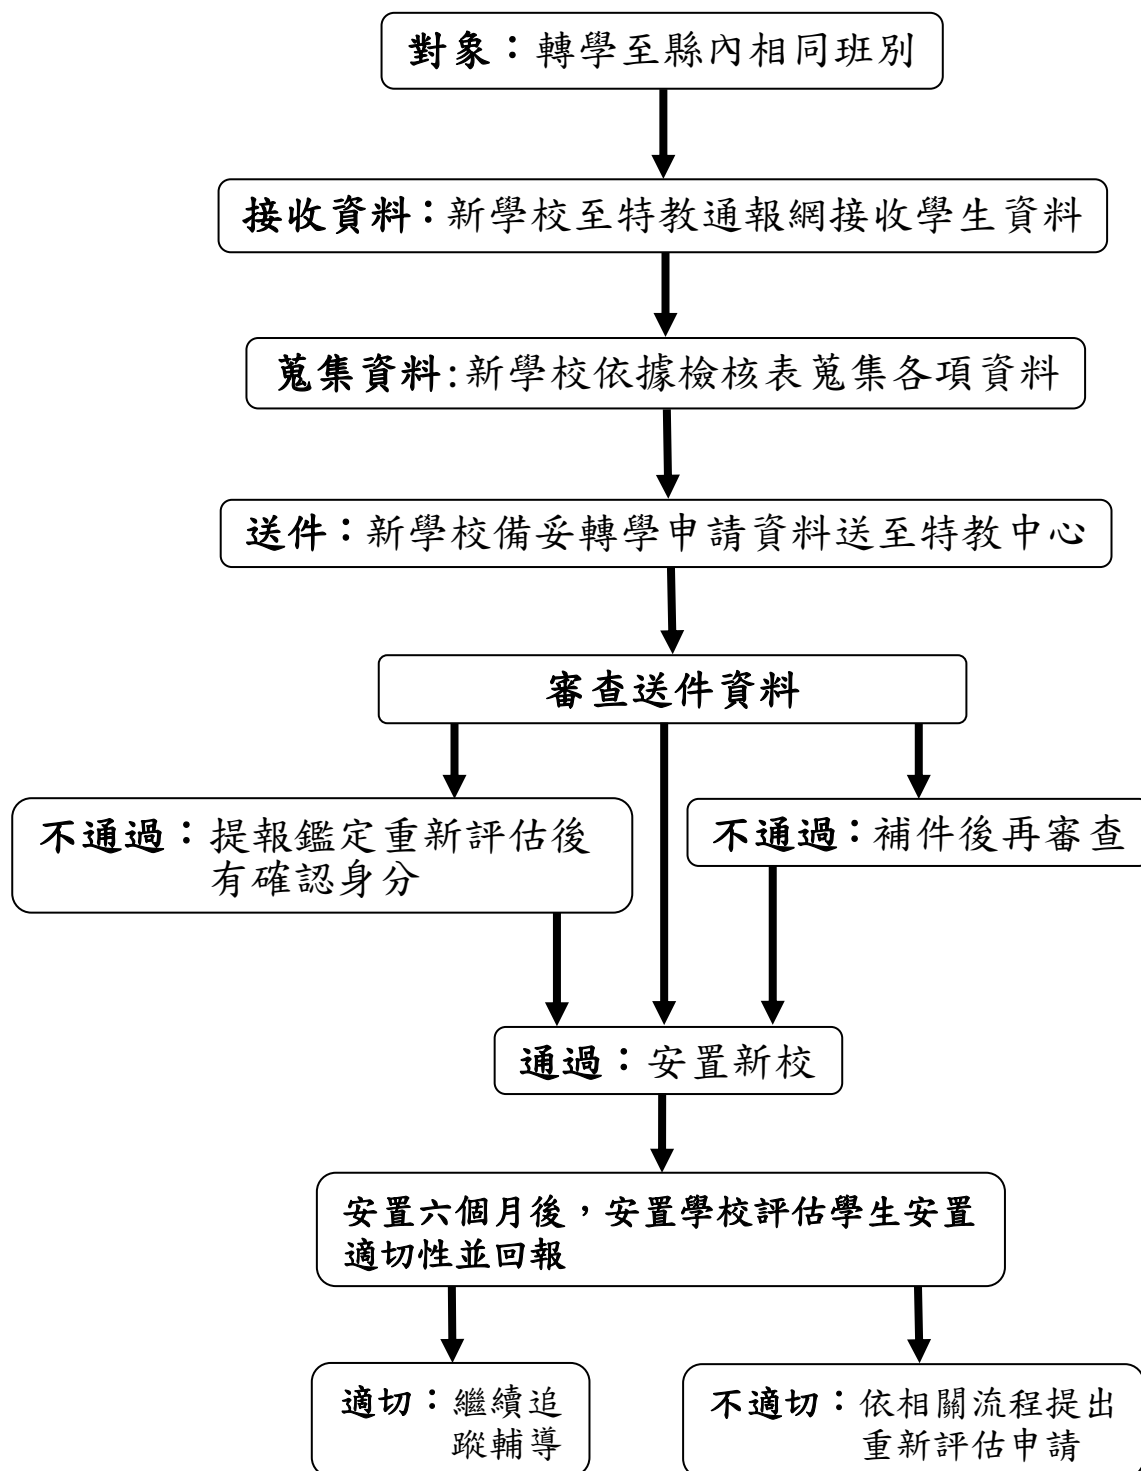 對象：轉學至縣內相同班別
接收資料：新學校至特教通報網接收學生資料
蒐集資料:新學校依據檢核表蒐集各項資料
送件：新學校備妥轉學申請資料送至特教中心
審查送件資料
不通過：提報鑑定重新評估後
有確認身分
不通過：補件後再審查
通過：安置新校
安置六個月後，安置學校評估學生安置
適切性並回報
適切：繼續追
蹤輔導
不適切：依相關流程提出
重新評估申請